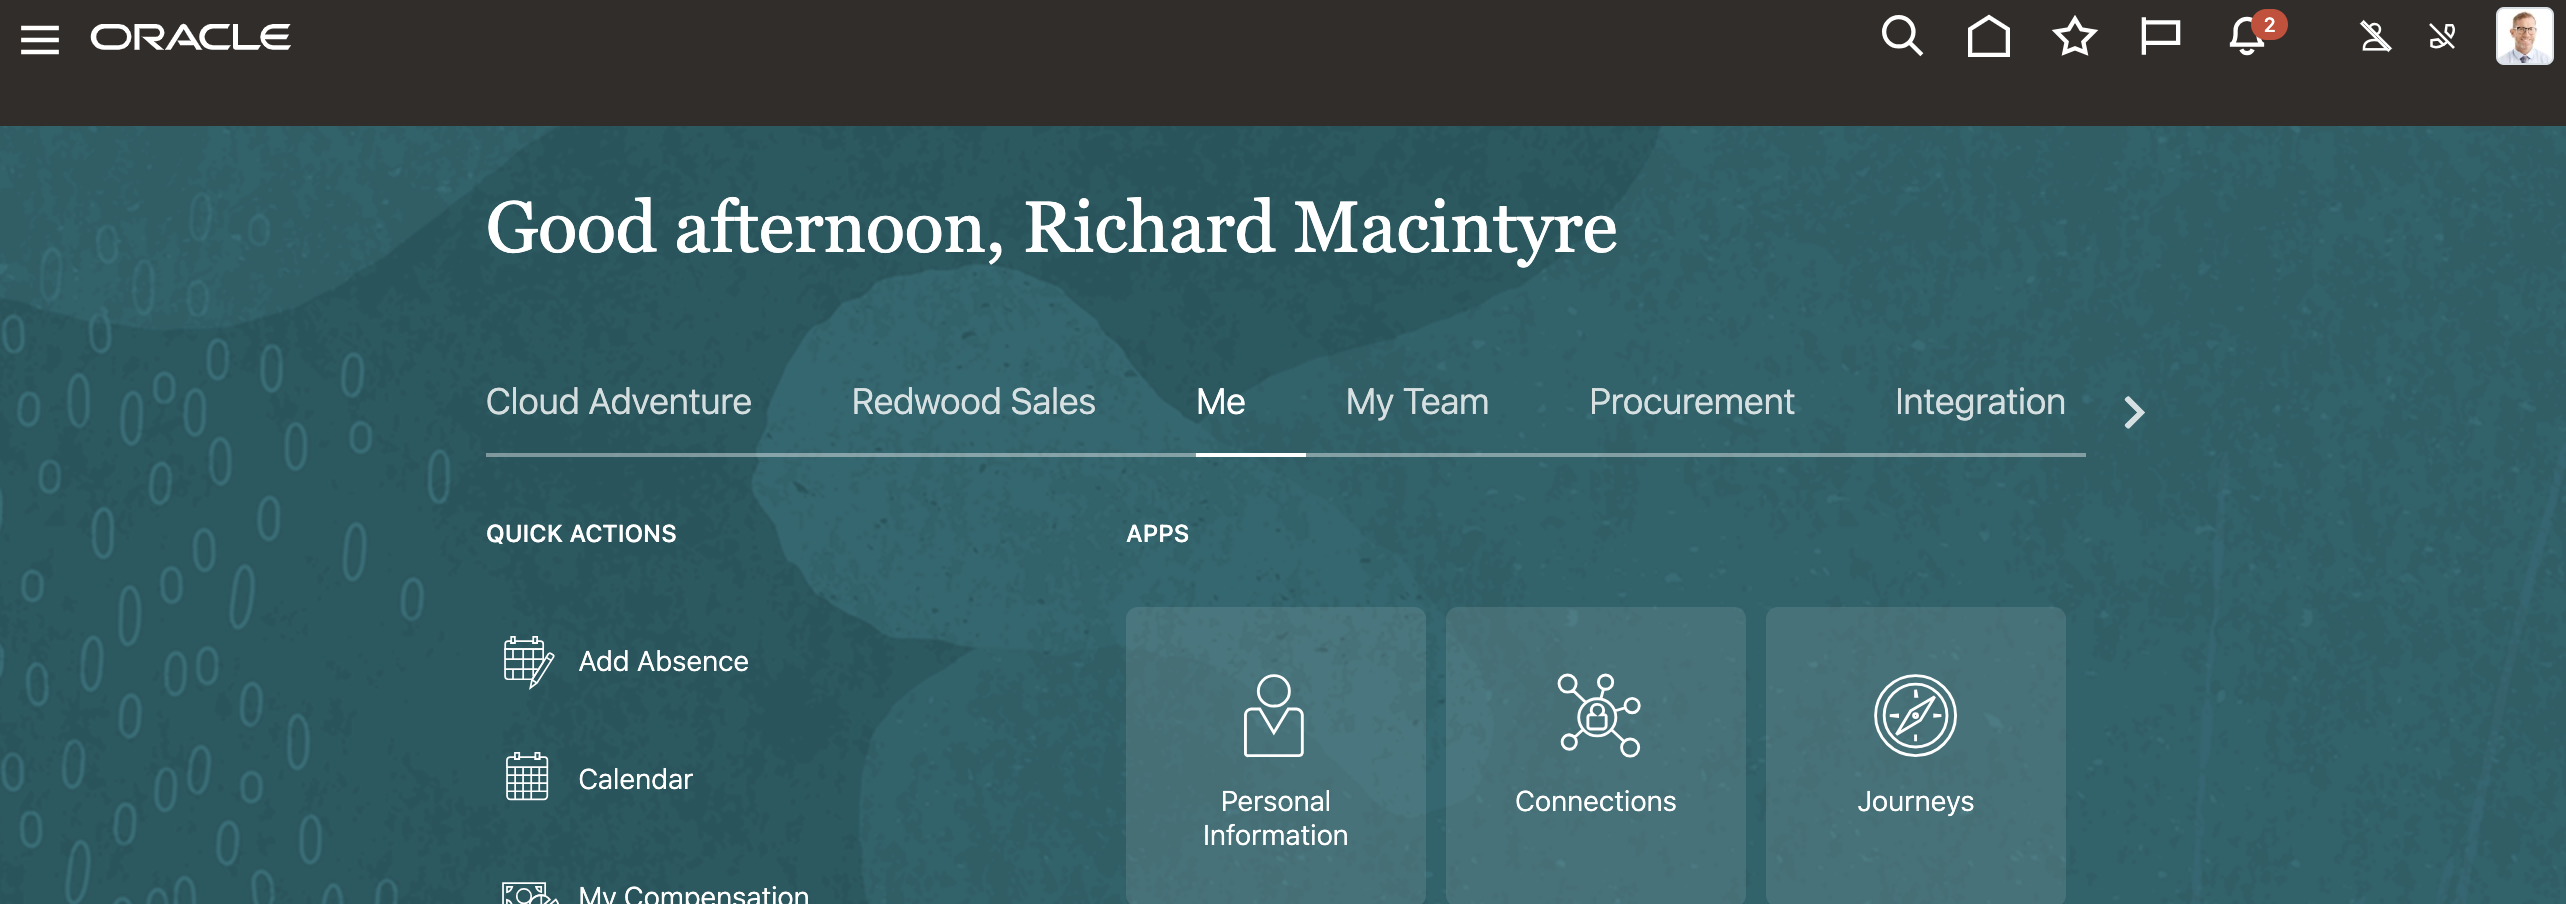 ORACLE
2
Good afternoon, Richard Macintyre
Cloud Adventure
Redwood Sales
Me
My Team
Procurement
Integration
QUICK ACTIONS
APPS
Add Absence
Calendar
My Compensation
Personal
Information
Connections
Journeys